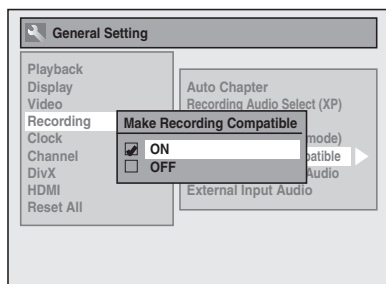 General Setting
Playback
Display
Video
Recording
Clock
Channel
DivX
HDMI
Reset All
Auto Chapter
Recording Audio Select (XP)
mode)
patible
Audio
External Input Audio
Make Recording Compatible
ON
OFF